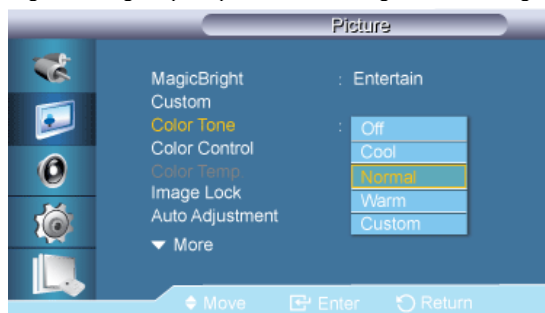 Picture
MagicBright : Entertain
Custom
Color Tone : Off
Color Control Cool
Color Temp Normal
Image Lock Warm
Auto Adjustment Custom
▼ More
Move Enter Return